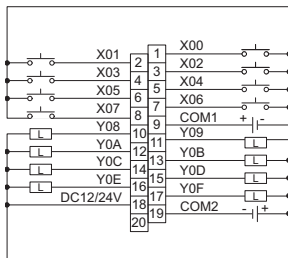 X01 X00
2 1
X03 X02
4 3
X05 X04
6 5
X07 X06
8 7
COM1 + -
9
Y08 Y09
L 10 11 L
Y0A Y0B
L 12 13 L
Y0C Y0D
L 14 15 L
Y0E Y0F
L 16 17 L
DC12/24V COM2
18 19 - +
20